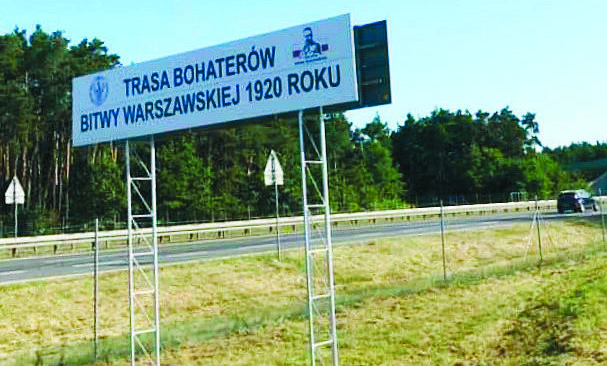 TRASA BOHATERÓW
BITWY WARSZAWSKIEJ 1920 ROKU